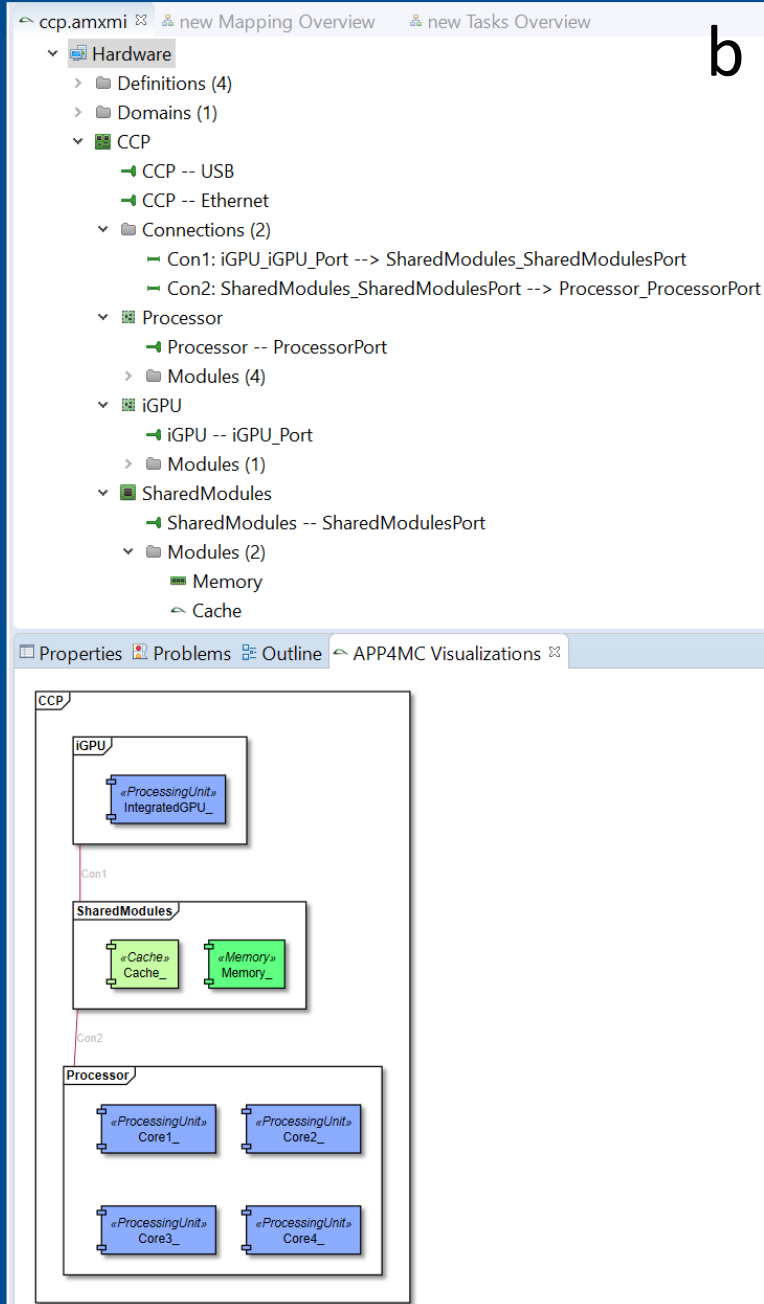 ccp.amxmi new Mapping Overview new Tasks Overview
b
Hardware
Definitions (4)
Domains (1)
CCP
CCP -- USB
CCP -- Ethernet
Connections (2)
Con1: iGPU_iGPU_Port --> SharedModules_SharedModulesPort
Con2: SharedModules_SharedModulesPort --> Processor_ProcessorPort
Processor
Processor -- ProcessorPort
Modules (4)
iGPU
iGPU -- iGPU_Port
Modules (1)
SharedModules
SharedModules -- SharedModulesPort
Modules (2)
Memory
Cache
Properties Problems Outline APP4MC Visualizations
CCP
iGPU
«ProcessingUnit»
IntegratedGPU_
Con1
SharedModules
«Cache» «Memory»
Cache_ Memory_
Con2
Processor
«ProcessingUnit» «ProcessingUnit»
Core1_ Core2_
«ProcessingUnit» «ProcessingUnit»
Core3_ Core4_